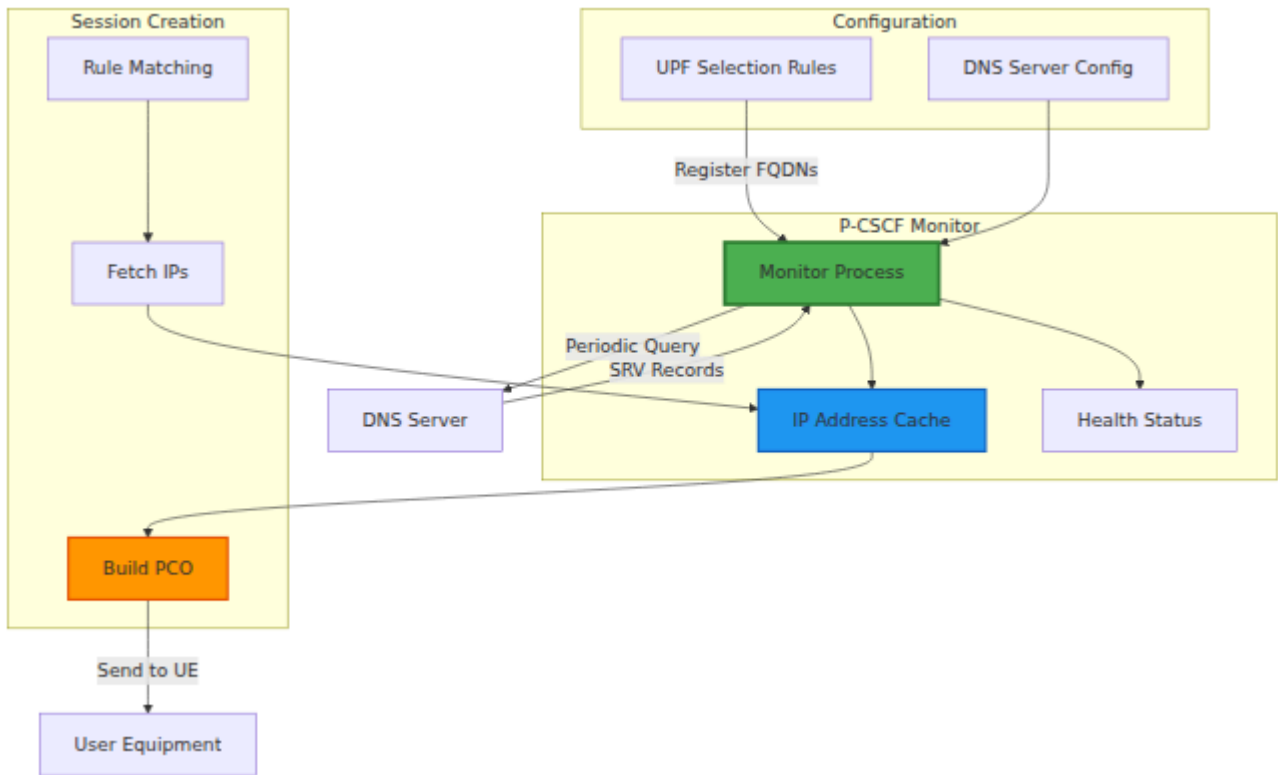 Session Creation
Configuration
Rule Matching
UPF Selection Rules
DNS Server Config
Register FQDNs
P-CSCF Monitor
Fetch IPs
Monitor Process
Periodic Query
SRV Records
DNS Server
IP Address Cache
Health Status
Build PCO
Send to UE
User Equipment